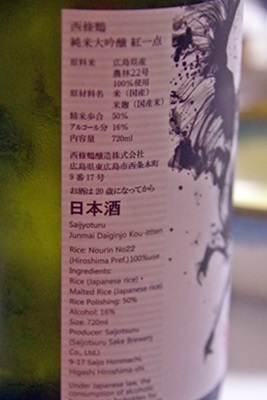 西條鶴
純米大吟醸 紅一点
原料米 広島県産
農林22号
100%使用
原材料名 米（国産）
米麹（国産米）
精米歩合 50%
アルコール分 16%
内容量 720ml
西條鶴醸造株式会社
広島県東広島市西条本町
9番17号
お酒は20歳になってから
日本酒
Saijyoturu
Junmai Daiginjo Kou-itten
Rice: Nourin No22
(Hiroshima Pref.)100%use
Ingredients:
Rice (Japanese rice)・
Malted Rice (Japanese rice)
Rice Polishing: 50%
Alcohol: 16%
Size: 720ml
Producer: Saijotsuru
(Saijotsuru Sake Brewery
Co., Ltd.)
9-17 Saijo Honmachi,
Higashi Hiroshima-shi
Under Japanese law, the
consumption of alcoholic